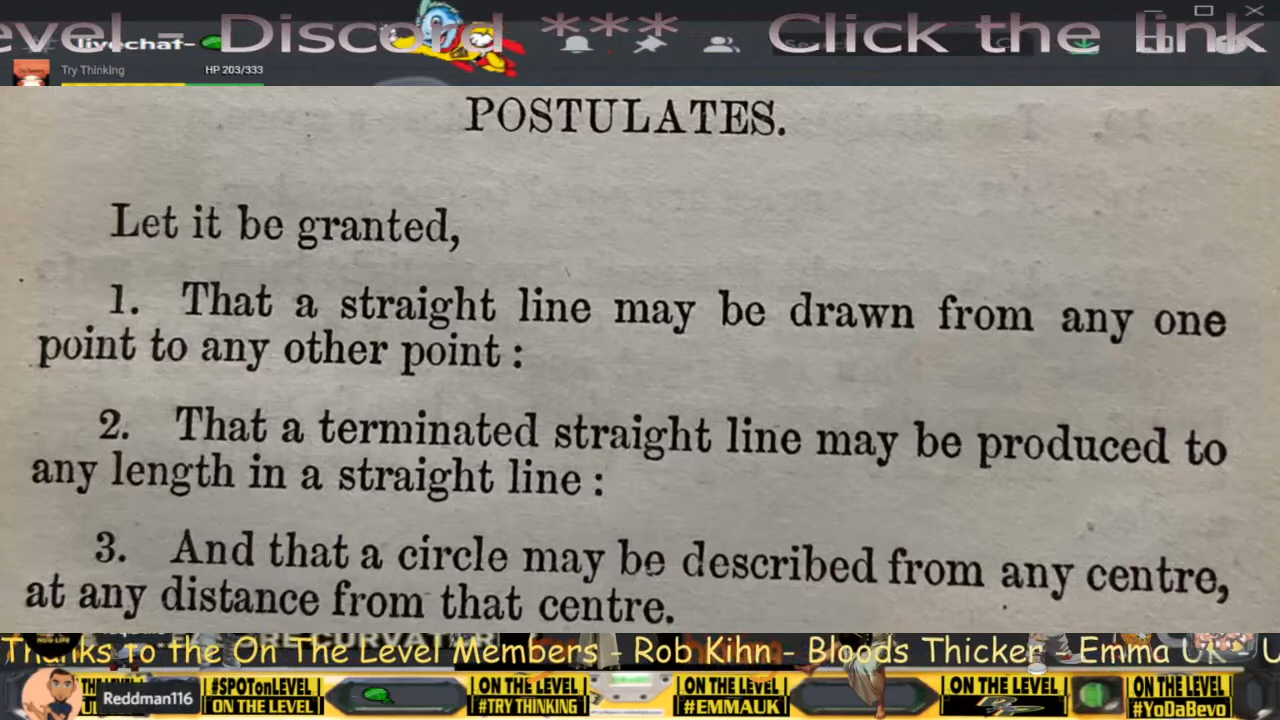 evel - Discord *** Click the link
livechat-
Try Thinking
HP 203/333
POSTULATES.
Let it be granted,
1. That a straight line may be drawn from any one
point to any other point :
2. That a terminated straight line may be produced to
any length in a straight line :
3. And that a circle may be described from any centre,
at any distance from that centre.
to the On The Level Members - Rob Kihn - Bloods Thicker - Emma UK
Reddman116
#SPOTonLEVEL
ON THE LEVEL
ON THE LEVEL
#TRY THINKING
ON THE LEVEL
#EMMAUK
ON THE LEVEL
ON THE LEVEL
#YoDaBevo